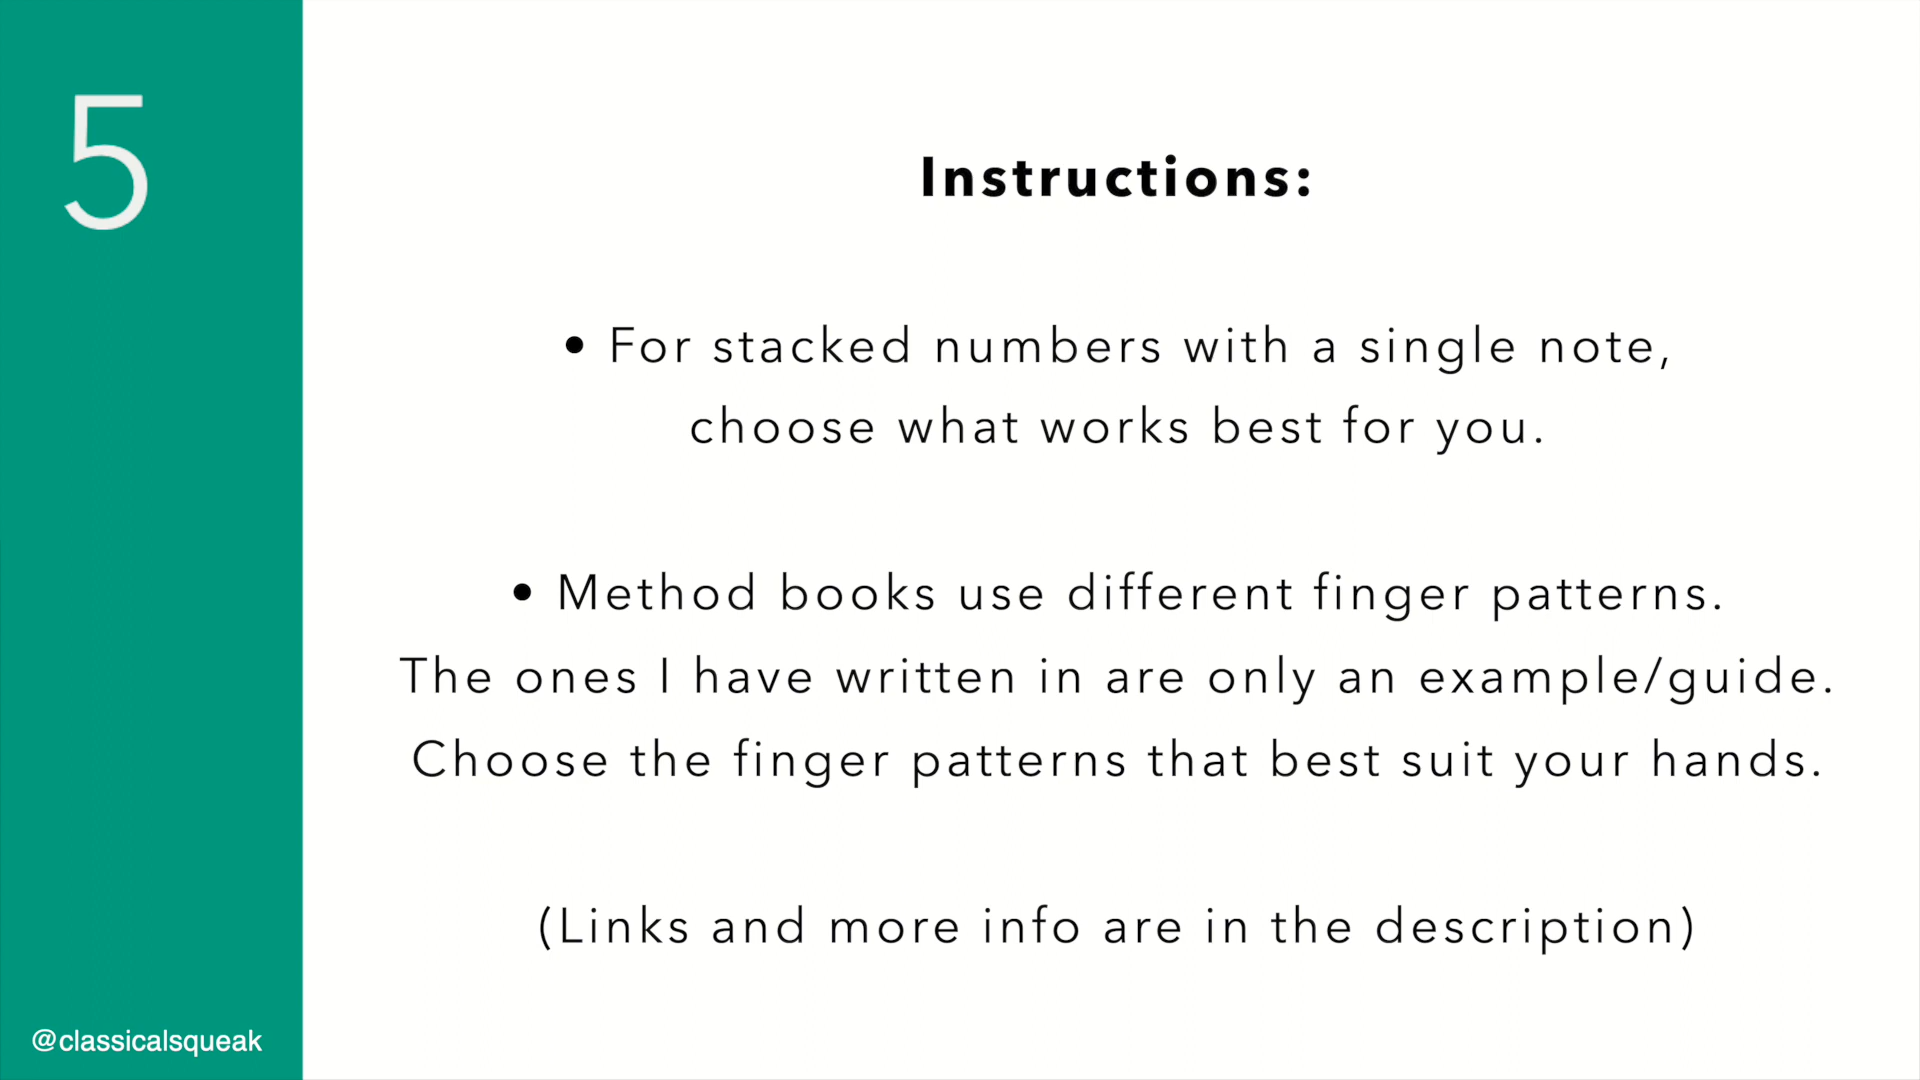 5
Instructions:
• For stacked numbers with a single note,
choose what works best for you.
• Method books use different finger patterns.
The ones I have written in are only an example/guide.
Choose the finger patterns that best suit your hands.
(Links and more info are in the description)
@classicalsqueak